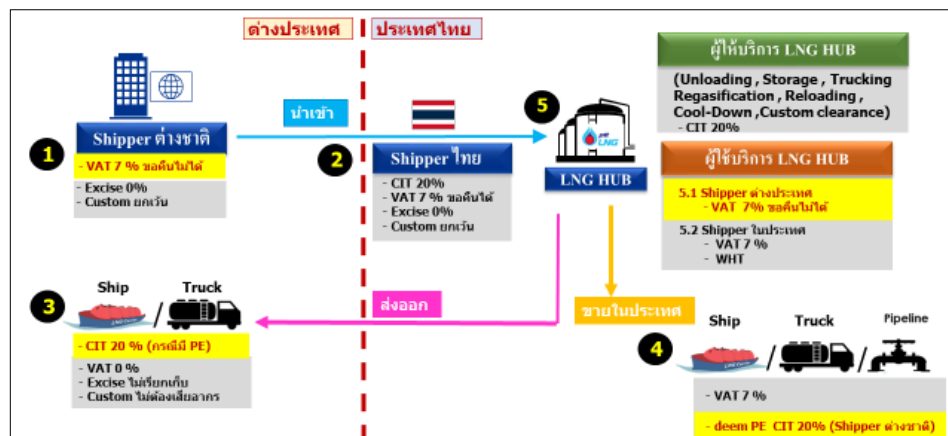 ต่างประเทศ
ประเทศไทย
1
Shipper ต่างชาติ
- VAT 7 % ขอคืนไม่ได้
- Excise 0%
- Custom ยกเว้น
นำเข้า
2
Shipper ไทย
- CIT 20%
- VAT 7 % ขอคืนได้
- Excise 0%
- Custom ยกเว้น
5
LNG
LNG HUB
ผู้ให้บริการ LNG HUB
(Unloading , Storage , Trucking
Regasification , Reloading ,
Cool-Down ,Custom clearance)
- CIT 20%
ผู้ใช้บริการ LNG HUB
5.1 Shipper ต่างประเทศ
- VAT 7% ขอคืนไม่ได้
5.2 Shipper ในประเทศ
- VAT 7 %
- WHT
3
Ship
/
Truck
- CIT 20 % (กรณีมี PE)
- VAT 0 %
- Excise ไม่เรียกเก็บ
- Custom ไม่ต้องเสียอากร
ส่งออก
ขายในประเทศ
4
Ship
/
Truck
/
Pipeline
- VAT 7 %
- deem PE CIT 20% (Shipper ต่างชาติ)